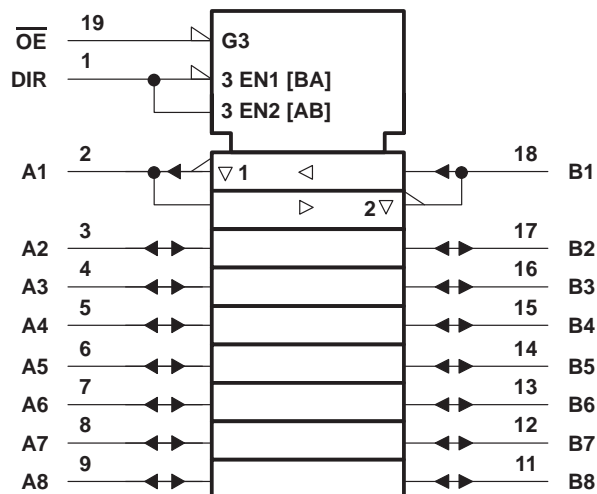 OE 19 G3
DIR 1 3 EN1 [BA]
3 EN2 [AB]
A1 2 ▽ 1 ◁ 18 B1
▷ 2 ▽
A2 3 17 B2
A3 4 16 B3
A4 5 15 B4
A5 6 14 B5
A6 7 13 B6
A7 8 12 B7
A8 9 11 B8